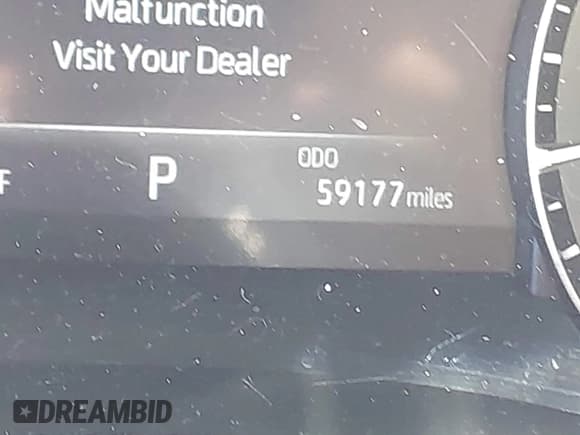 Malfunction
Visit Your Dealer
F
P
ODO
59177 miles
DREAMBID